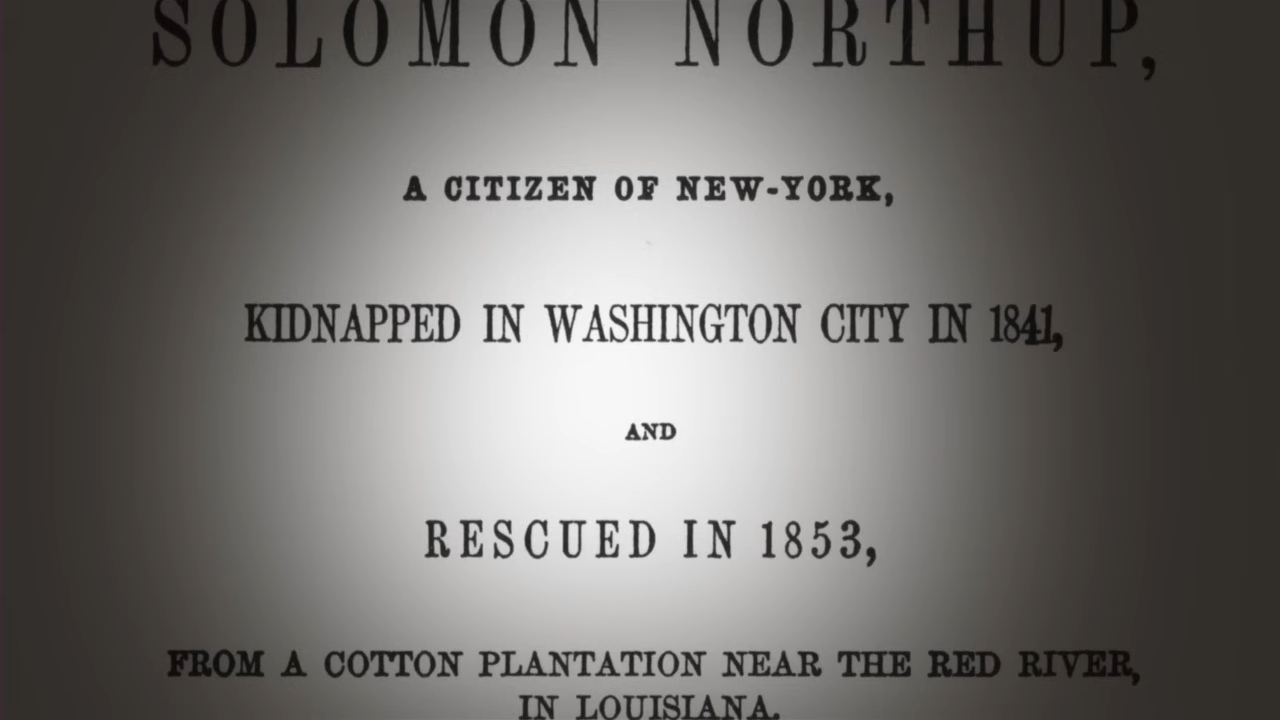 SOLOMON NORTHUP,
A CITIZEN OF NEW-YORK,
KIDNAPPED IN WASHINGTON CITY IN 1841,
AND
RESCUED IN 1853,
FROM A COTTON PLANTATION NEAR THE RED RIVER,
IN LOUISIANA.